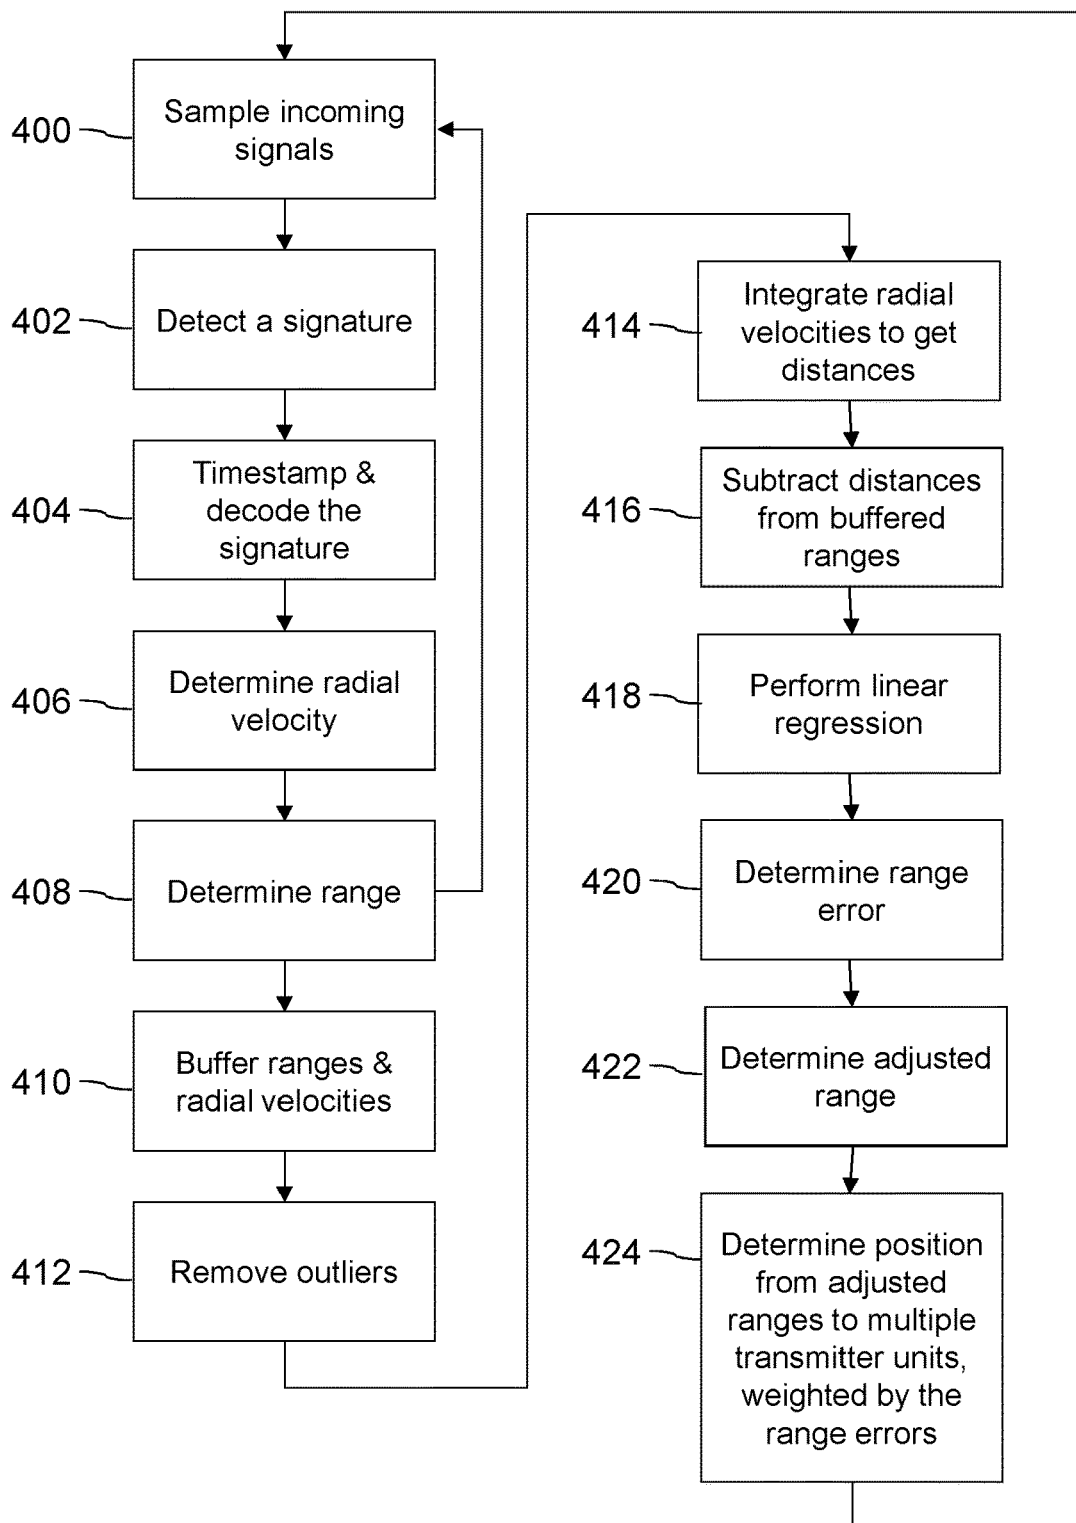 400
Sample incoming
signals
402
Detect a signature
404
Timestamp &
decode the
signature
406
Determine radial
velocity
408
Determine range
410
Buffer ranges &
radial velocities
412
Remove outliers
414
Integrate radial
velocities to get
distances
416
Subtract distances
from buffered
ranges
418
Perform linear
regression
420
Determine range
error
422
Determine adjusted
range
424
Determine position
from adjusted
ranges to multiple
transmitter units,
weighted by the
range errors